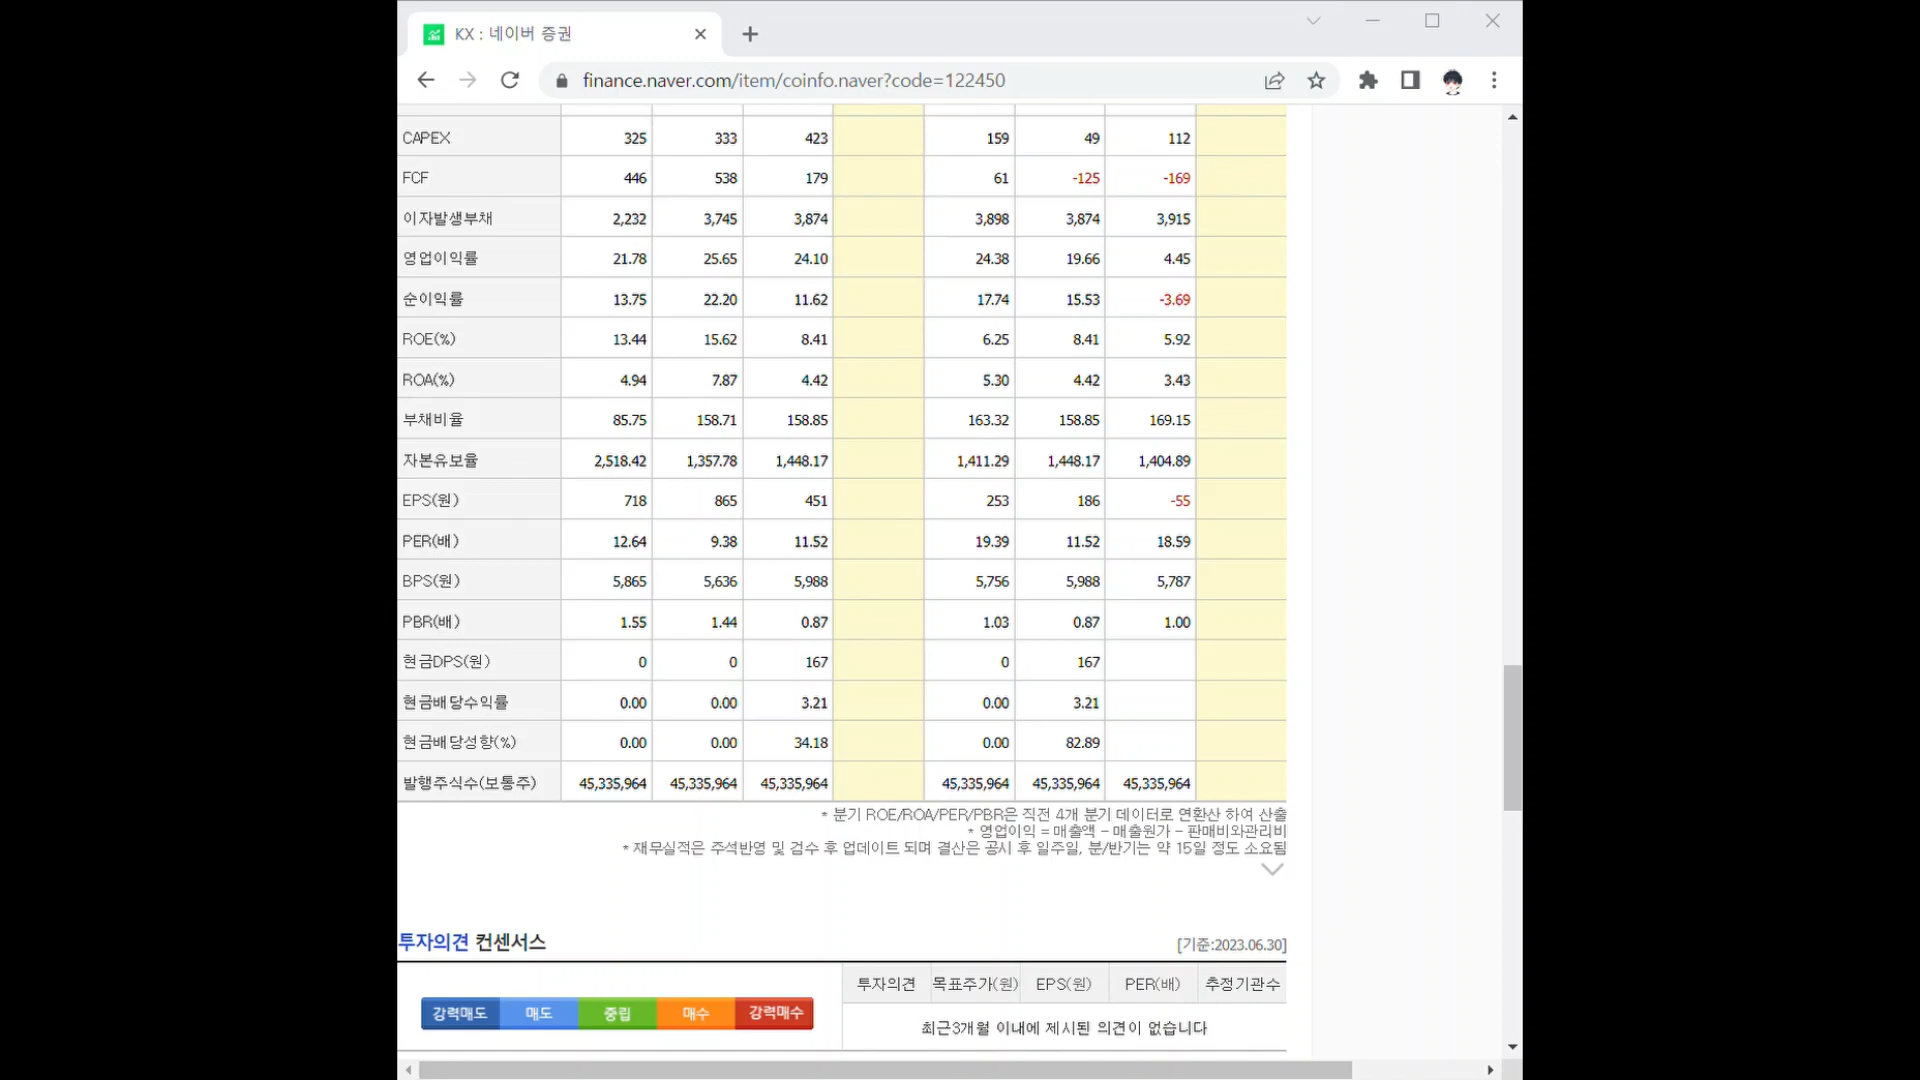 KX : 네이버 증권
finance.naver.com/item/coinfo.naver?code=122450
CAPEX 325 333 423 159 49 112
FCF 446 538 179 61 -125 -169
이자발생부채 2,232 3,745 3,874 3,898 3,874 3,915
영업이익률 21.78 25.65 24.10 24.38 19.66 4.45
순이익률 13.75 22.20 11.62 17.74 15.53 -3.69
ROE(%) 13.44 15.62 8.41 6.25 8.41 5.92
ROA(%) 4.94 7.87 4.42 5.30 4.42 3.43
부채비율 85.75 158.71 158.85 163.32 158.85 169.15
자본유보율 2,518.42 1,357.78 1,448.17 1,411.29 1,448.17 1,404.89
EPS(원) 718 865 451 253 186 -55
PER(배) 12.64 9.38 11.52 19.39 11.52 18.59
BPS(원) 5,865 5,636 5,988 5,756 5,988 5,787
PBR(배) 1.55 1.44 0.87 1.03 0.87 1.00
현금DPS(원) 0 0 167 0 167
현금배당수익률 0.00 0.00 3.21 0.00 3.21
현금배당성향(%) 0.00 0.00 34.18 0.00 82.89
발행주식수(보통주) 45,335,964 45,335,964 45,335,964 45,335,964 45,335,964 45,335,964
* 분기 ROE/ROA/PER/PBR은 직전 4개 분기 데이터로 연환산 하여 산출
* 영업이익 = 매출액 - 매출원가 - 판매비와관리비
* 재무실적은 주석반영 및 검수 후 업데이트 되며 결산은 공시 후 일주일, 분/반기는 약 15일 정도 소요됨
투자의견 컨센서스 [기준:2023.06.30]
투자의견 목표주가(원) EPS(원) PER(배) 추정기관수
강력매도 매도 중립 매수 강력매수
최근3개월 이내에 제시된 의견이 없습니다